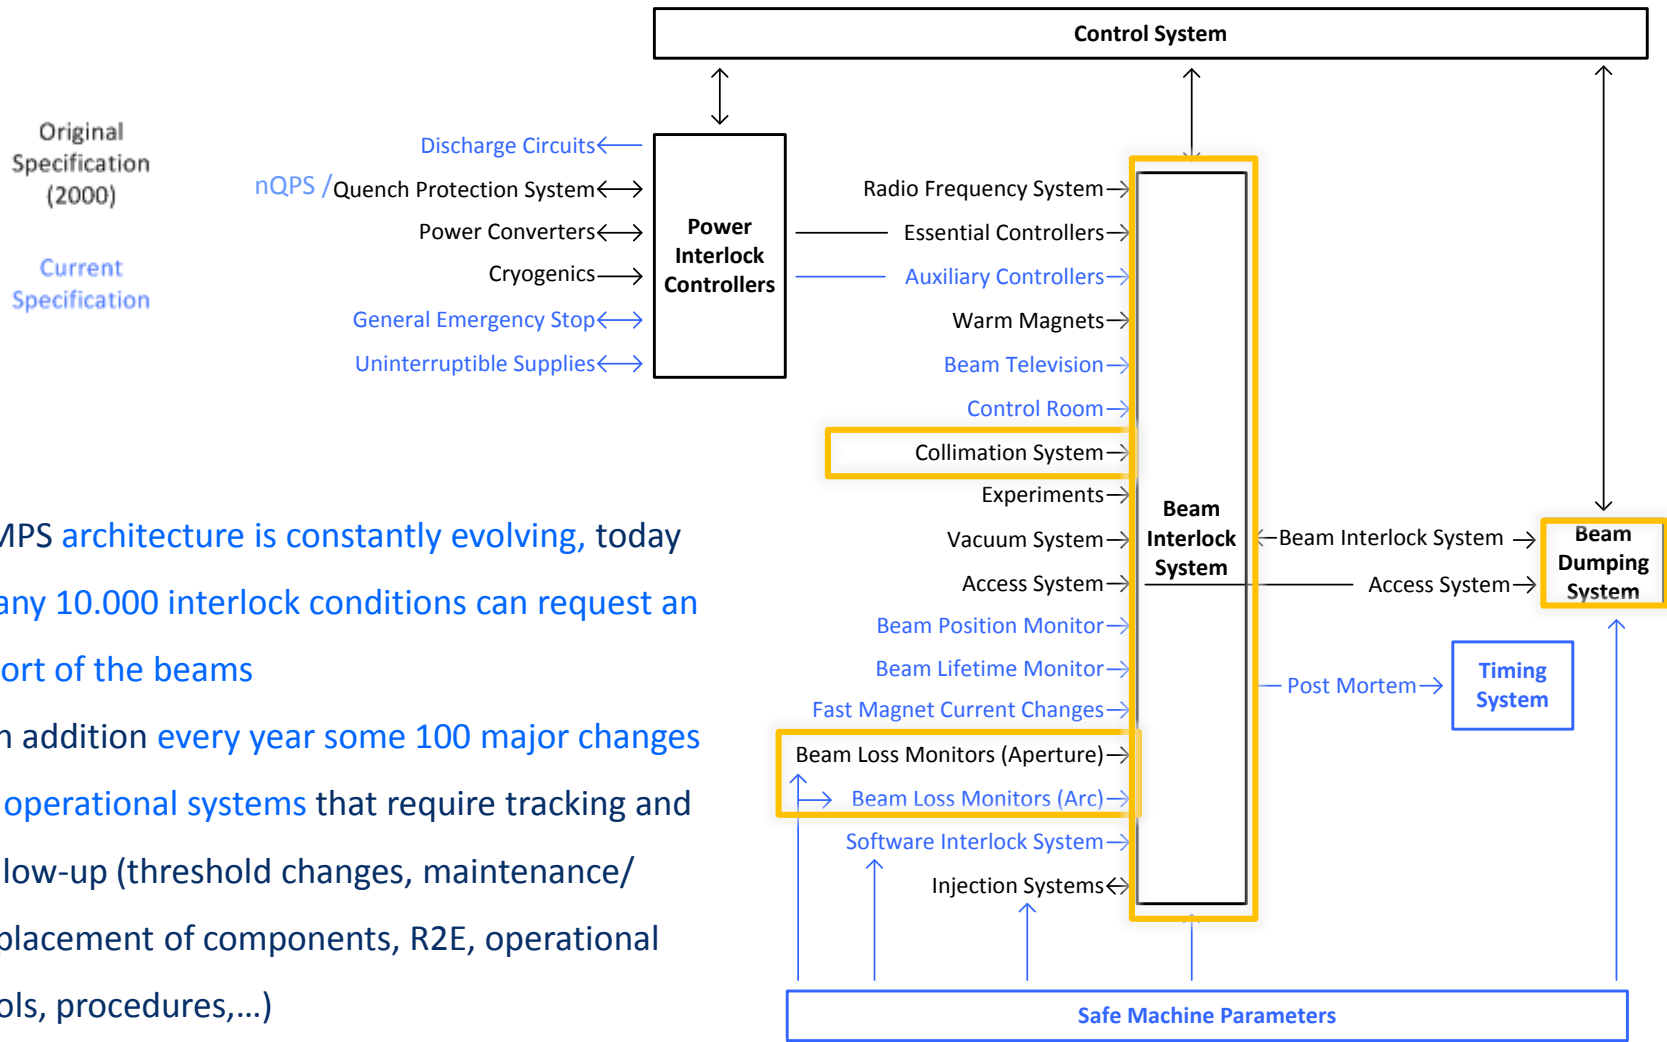 Control System
Original
Specification
(2000)
Current
Specification
Discharge Circuits
nQPS / Quench Protection System
Power Converters
Cryogenics
General Emergency Stop
Uninterruptible Supplies
Power
Interlock
Controllers
Radio Frequency System
Essential Controllers
Auxiliary Controllers
Warm Magnets
Beam Television
Control Room
Collimation System
Experiments
Vacuum System
Access System
Beam Position Monitor
Beam Lifetime Monitor
Fast Magnet Current Changes
Beam Loss Monitors (Aperture)
Beam Loss Monitors (Arc)
Software Interlock System
Injection Systems
Beam
Interlock
System
Beam Interlock System
Access System
Beam
Dumping
System
Post Mortem
Timing
System
Safe Machine Parameters
MPS architecture is constantly evolving, today
any 10.000 interlock conditions can request an
ort of the beams
n addition every year some 100 major changes
operational systems that require tracking and
low-up (threshold changes, maintenance/
placement of components, R2E, operational
ols, procedures,...)